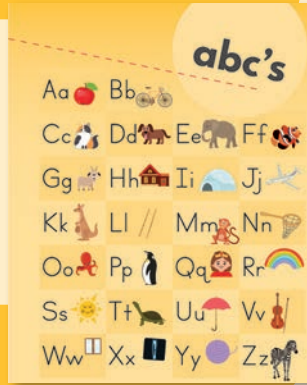 abc's
Aa Bb
Cc Dd Ee Ff
Gg Hh Ii Jj
Kk Ll Mm Nn
Oo Pp Qq Rr
Ss Tt Uu Vv
Ww Xx Yy Zz